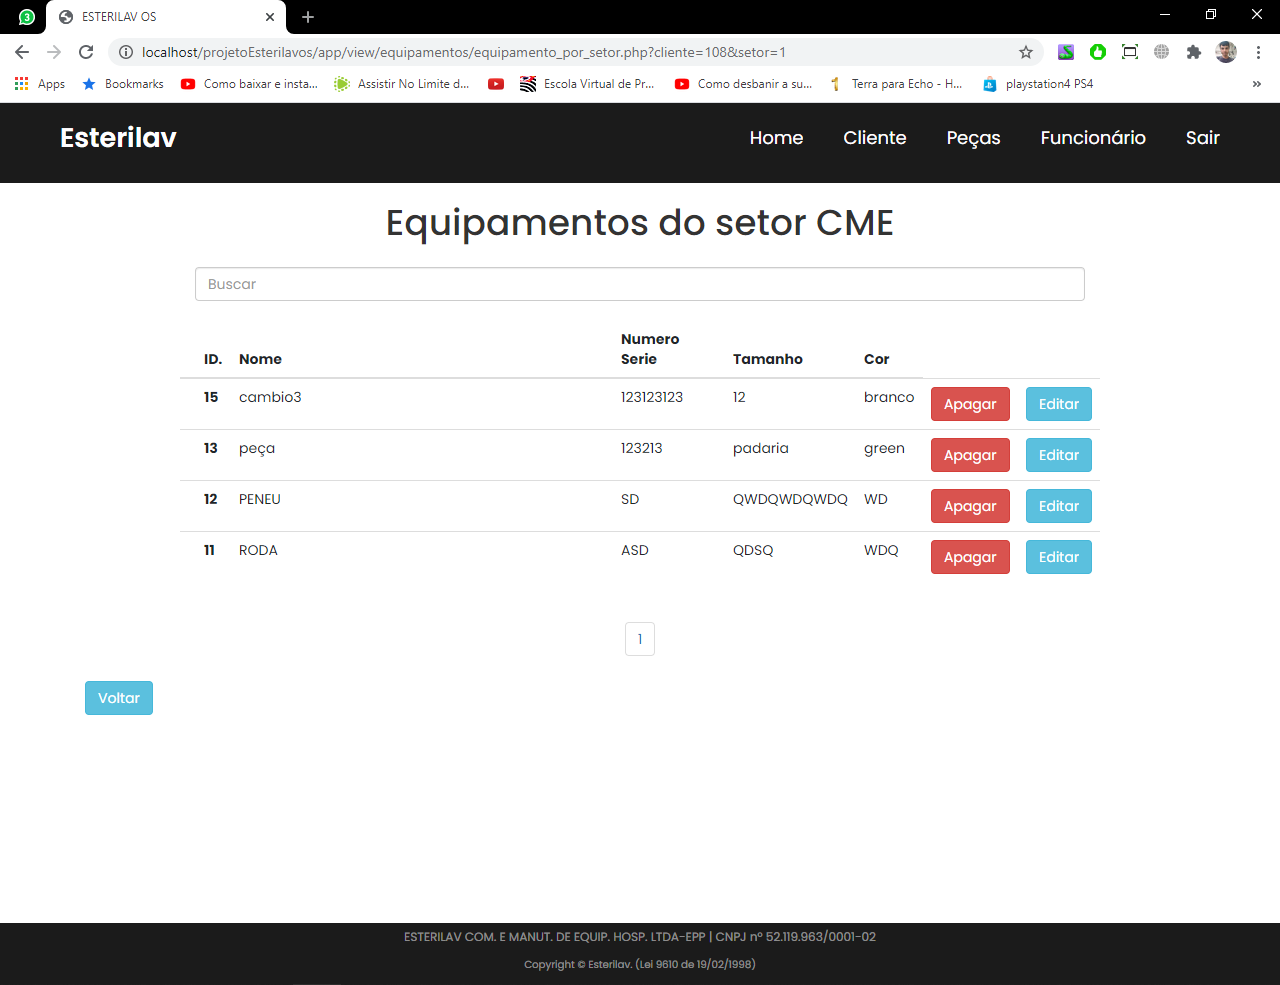 3
ESTERILAV OS
localhost/projetoEsterilavos/app/view/equipamentos/equipamento_por_setor.php?cliente=108&setor=1
Apps Bookmarks Como baixar e insta... Assistir No Limite d... Escola Virtual de Pr... Como desbanir a su... Terra para Echo - H... playstation4 PS4 »
Esterilav Home Cliente Peças Funcionário Sair
Equipamentos do setor CME
Buscar
ID. Nome Numero Serie Tamanho Cor
15 cambio3 123123123 12 branco Apagar Editar
13 peça 123213 padaria green Apagar Editar
12 PENEU SD QWDQWDQWDQ WD Apagar Editar
11 RODA ASD QDSQ WDQ Apagar Editar
1
Voltar
ESTERILAV COM. E MANUT. DE EQUIP. HOSP. LTDA-EPP | CNPJ nº 52.119.963/0001-02
Copyright © Esterilav. (Lei 9610 de 19/02/1998)